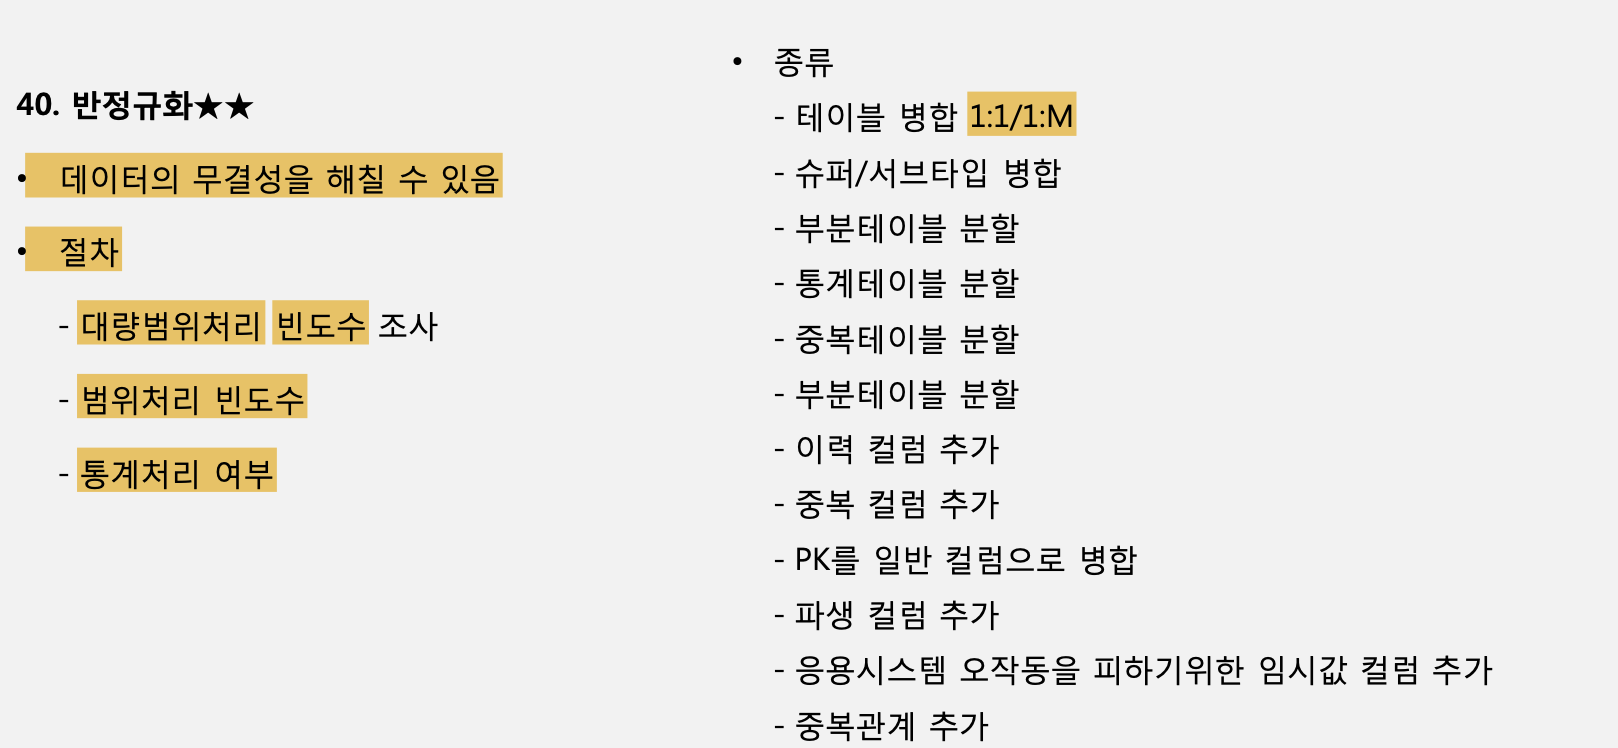 40. 반정규화★★
• 데이터의 무결성을 해칠 수 있음
• 절차
- 대량범위처리 빈도수 조사
- 범위처리 빈도수
- 통계처리 여부
• 종류
- 테이블 병합 1:1/1:M
- 슈퍼/서브타입 병합
- 부분테이블 분할
- 통계테이블 분할
- 중복테이블 분할
- 부분테이블 분할
- 이력 컬럼 추가
- 중복 컬럼 추가
- PK를 일반 컬럼으로 병합
- 파생 컬럼 추가
- 응용시스템 오작동을 피하기위한 임시값 컬럼 추가
- 중복관계 추가